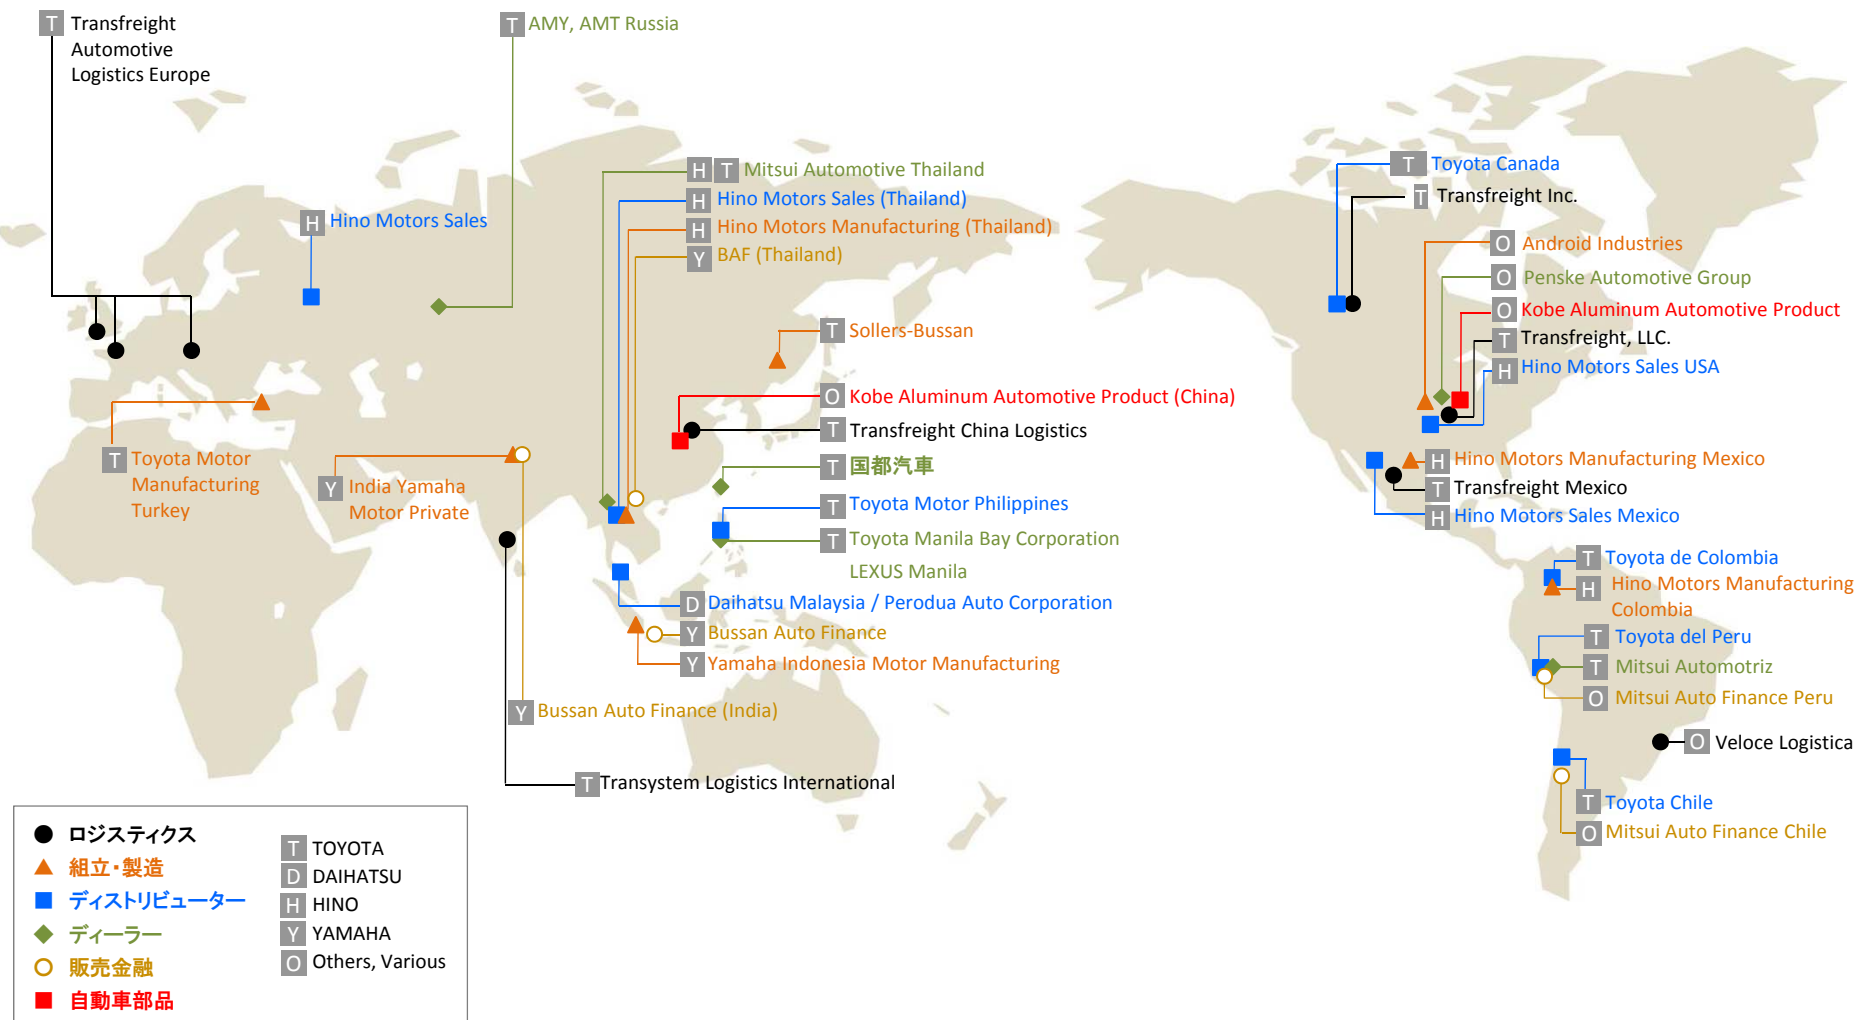 T Transfreight
Automotive
Logistics Europe
T AMY, AMT Russia
H Hino Motors Sales
H T Mitsui Automotive Thailand
H Hino Motors Sales (Thailand)
H Hino Motors Manufacturing (Thailand)
Y BAF (Thailand)
T Sollers-Bussan
O Kobe Aluminum Automotive Product (China)
T Transfreight China Logistics
T 国都汽車
T Toyota Motor Philippines
T Toyota Manila Bay Corporation
LEXUS Manila
D Daihatsu Malaysia / Perodua Auto Corporation
Y Bussan Auto Finance
Y Yamaha Indonesia Motor Manufacturing
T Toyota Motor
Manufacturing
Turkey
Y India Yamaha
Motor Private
Y Bussan Auto Finance (India)
T Transystem Logistics International
T Toyota Canada
T Transfreight Inc.
O Android Industries
O Penske Automotive Group
O Kobe Aluminum Automotive Product
T Transfreight, LLC.
H Hino Motors Sales USA
H Hino Motors Manufacturing Mexico
T Transfreight Mexico
H Hino Motors Sales Mexico
T Toyota de Colombia
H Hino Motors Manufacturing
Colombia
T Toyota del Peru
T Mitsui Automotriz
O Mitsui Auto Finance Peru
O Veloce Logistica
T Toyota Chile
O Mitsui Auto Finance Chile
ロジスティクス
組立・製造
ディストリビューター
ディーラー
販売金融
自動車部品
T TOYOTA
D DAIHATSU
H HINO
Y YAMAHA
O Others, Various